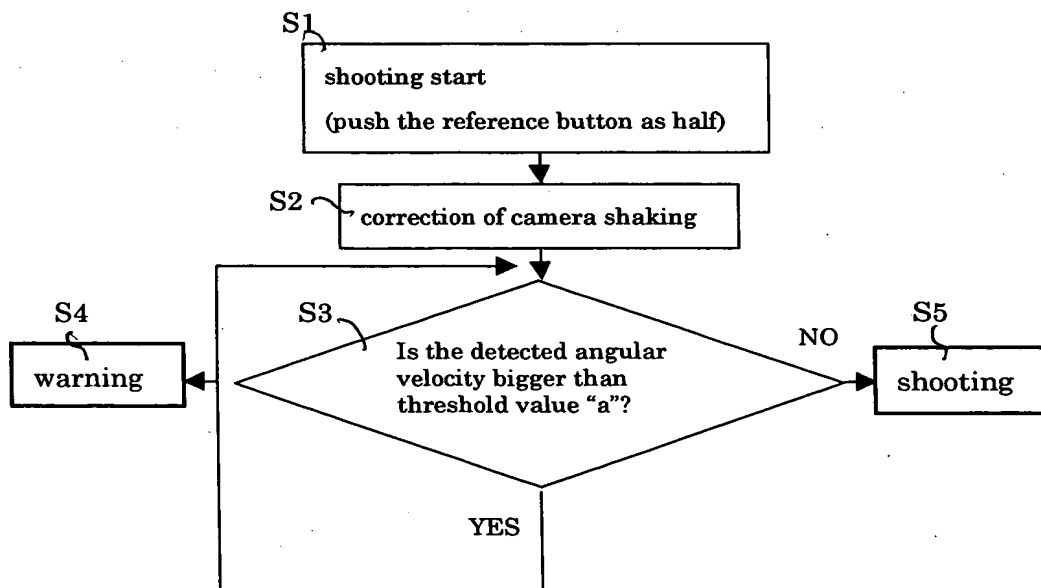 S1
shooting start
(push the reference button as half)
S2
correction of camera shaking
S3
Is the detected angular
velocity bigger than
threshold value “a”?
S4
warning
NO
S5
shooting
YES